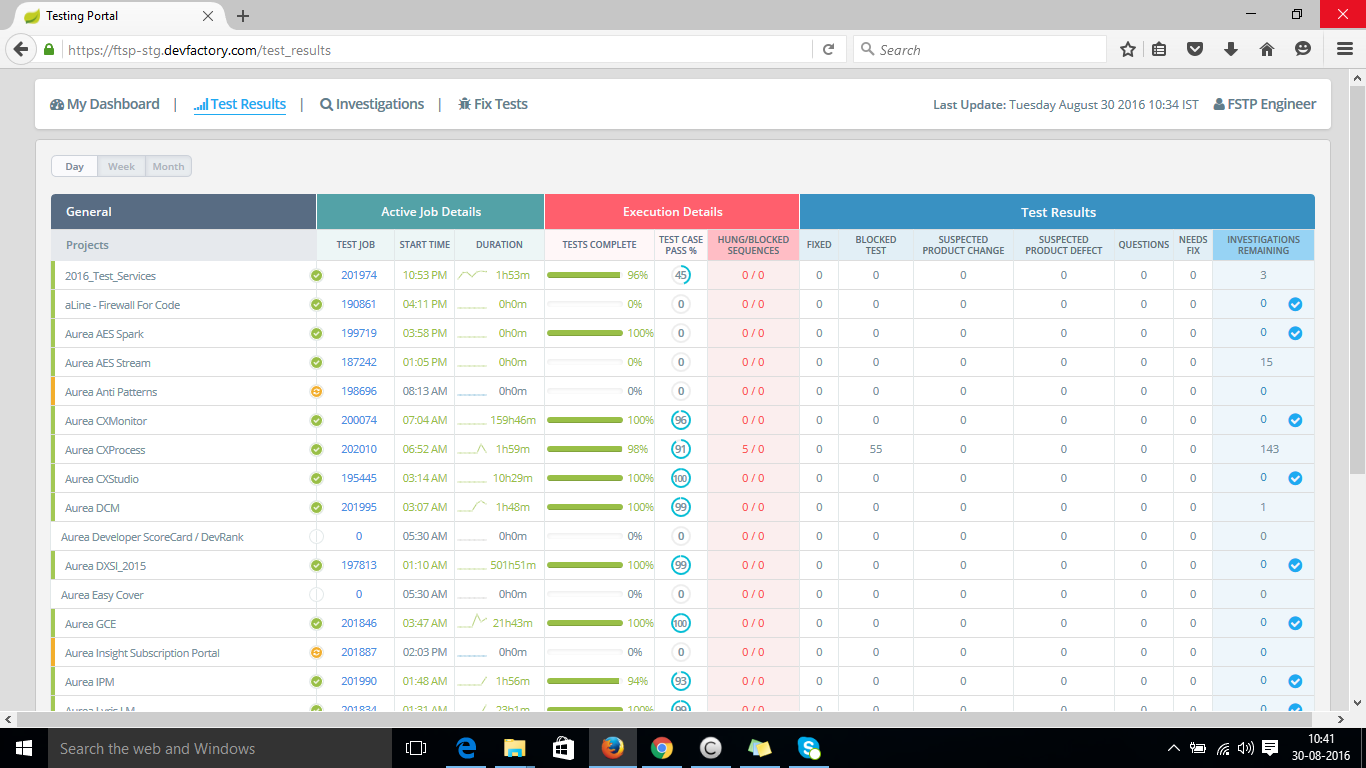 Testing Portal
https://ftsp-stg.devfactory.com/test_results
Search
My Dashboard | Test Results | Investigations | Fix Tests Last Update: Tuesday August 30 2016 10:34 IST FSTP Engineer
Day Week Month
General Active Job Details Execution Details Test Results
Projects TEST JOB START TIME DURATION TESTS COMPLETE TEST CASE PASS % HUNG/BLOCKED SEQUENCES FIXED BLOCKED TEST SUSPECTED PRODUCT CHANGE SUSPECTED PRODUCT DEFECT QUESTIONS NEEDS FIX INVESTIGATIONS REMAINING
2016_Test_Services 201974 10:53 PM 1h53m 96% 45 0 / 0 0 0 0 0 0 0 3
aLine - Firewall For Code 190861 04:11 PM 0h0m 0% 0 0 / 0 0 0 0 0 0 0 0
Aurea AES Spark 199719 03:58 PM 0h0m 100% 0 0 / 0 0 0 0 0 0 0 0
Aurea AES Stream 187242 01:05 PM 0h0m 0% 0 0 / 0 0 0 0 0 0 0 15
Aurea Anti Patterns 198696 08:13 AM 0h0m 0% 0 0 / 0 0 0 0 0 0 0 0
Aurea CXMonitor 200074 07:04 AM 159h46m 100% 96 0 / 0 0 0 0 0 0 0 0
Aurea CXProcess 202010 06:52 AM 1h59m 98% 91 5 / 0 0 55 0 0 0 0 143
Aurea CXStudio 195445 03:14 AM 10h29m 100% 100 0 / 0 0 0 0 0 0 0 0
Aurea DCM 201995 03:07 AM 1h48m 100% 99 0 / 0 0 0 0 0 0 0 1
Aurea Developer ScoreCard / DevRank 0 05:30 AM 0h0m 0% 0 0 / 0 0 0 0 0 0 0 0
Aurea DXSI_2015 197813 01:10 AM 501h51m 100% 99 0 / 0 0 0 0 0 0 0 0
Aurea Easy Cover 0 05:30 AM 0h0m 0% 0 0 / 0 0 0 0 0 0 0 0
Aurea GCE 201846 03:47 AM 21h43m 100% 100 0 / 0 0 0 0 0 0 0 0
Aurea Insight Subscription Portal 201887 02:03 PM 0h0m 0% 0 0 / 0 0 0 0 0 0 0 0
Aurea IPM 201990 01:48 AM 1h56m 94% 93 0 / 0 0 0 0 0 0 0 0
Aurea Lyris LM 201834 01:31 AM 23h1m 100% 99 0 / 0 0 0 0 0 0 0 0
Search the web and Windows
10:41
30-08-2016